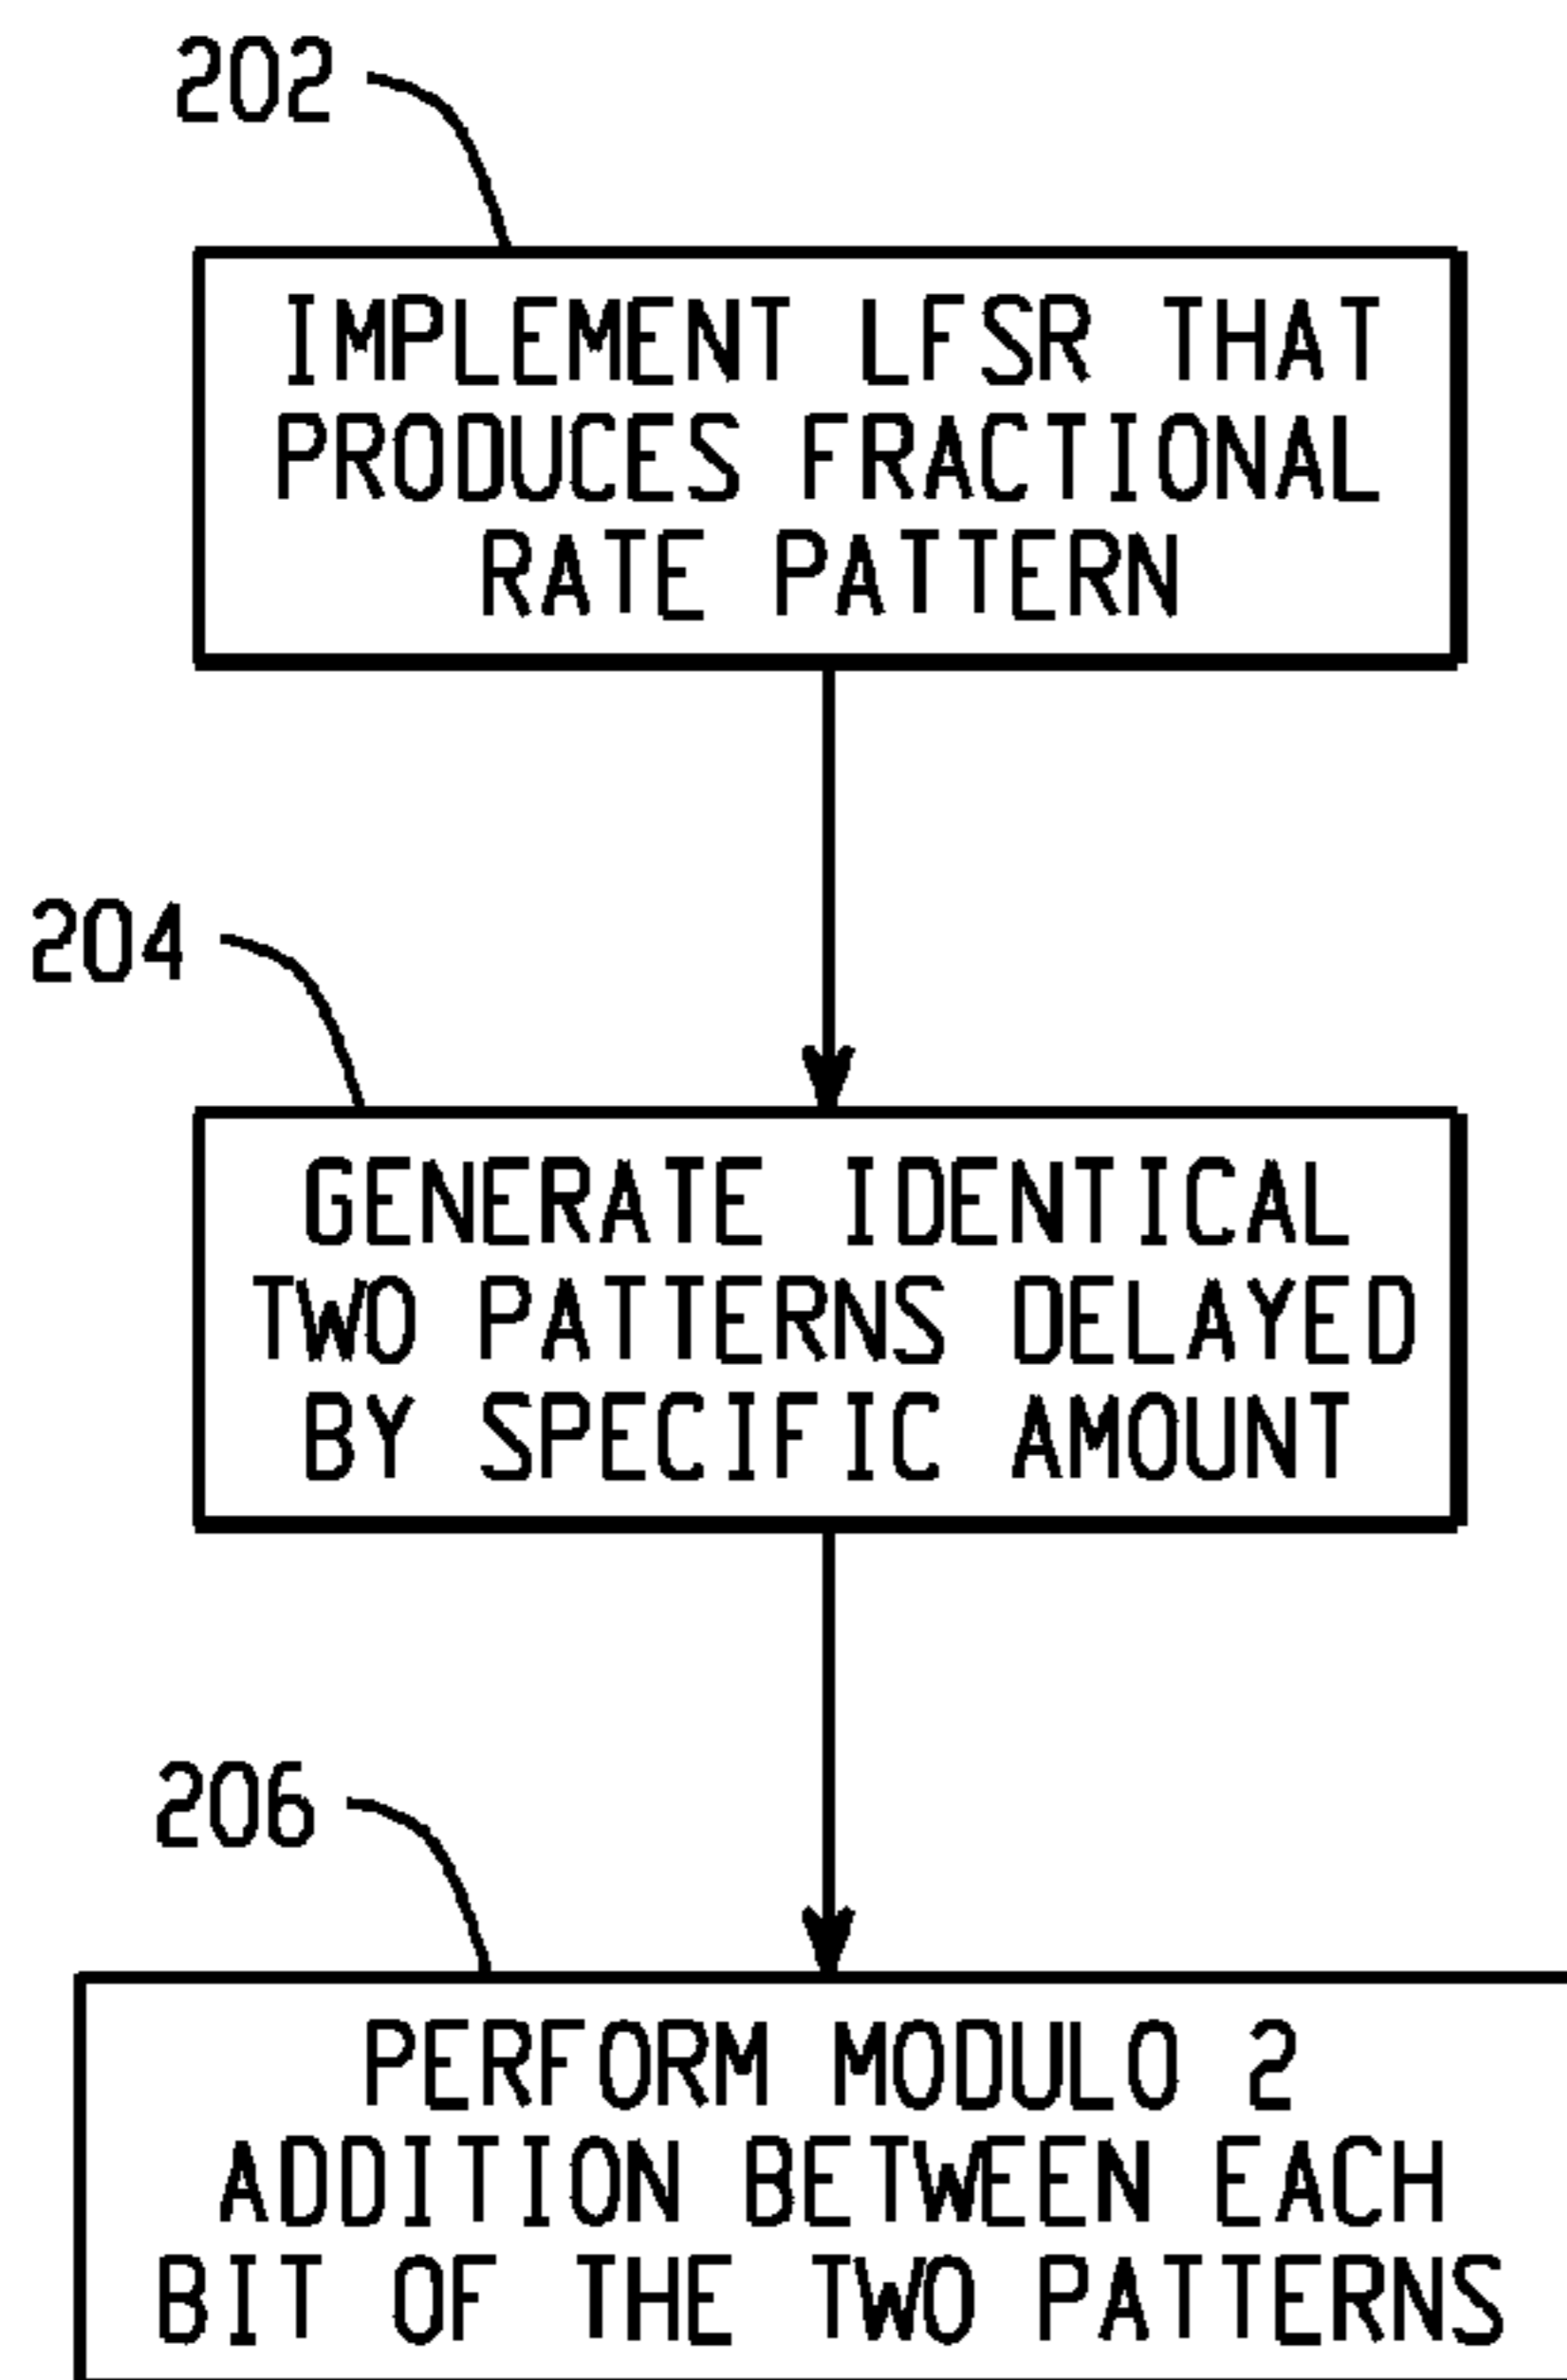 202
IMPLEMENT LFSR THAT
PRODUCES FRACTIONAL
RATE PATTERN
204
GENERATE IDENTICAL
TWO PATTERNS DELAYED
BY SPECIFIC AMOUNT
206
PERFORM MODULO 2
ADDITION BETWEEN EACH
BIT OF THE TWO PATTERNS